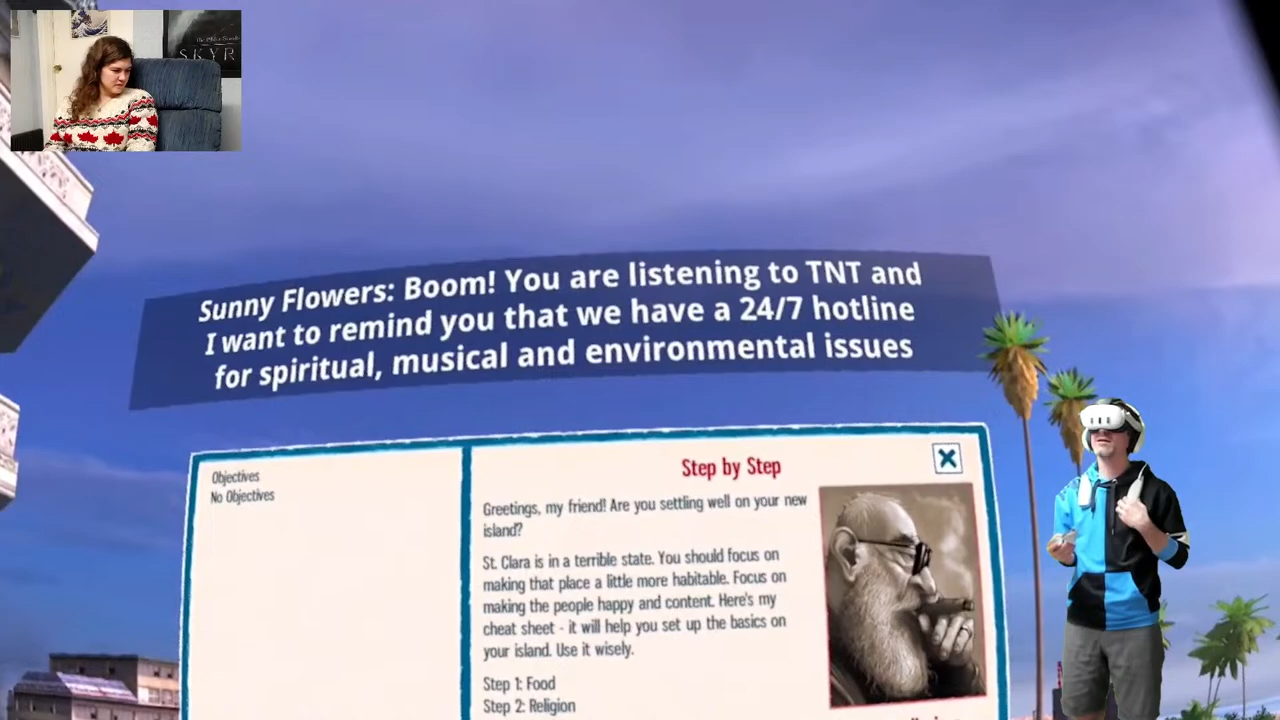 SKYR
Sunny Flowers: Boom! You are listening to TNT and
I want to remind you that we have a 24/7 hotline
for spiritual, musical and environmental issues
Objectives
No Objectives
Step by Step
Greetings, my friend! Are you settling well on your new
island?
St. Clara is in a terrible state. You should focus on
making that place a little more habitable. Focus on
making the people happy and content. Here's my
cheat sheet - it will help you set up the basics on
your island. Use it wisely.
Step 1: Food
Step 2: Religion